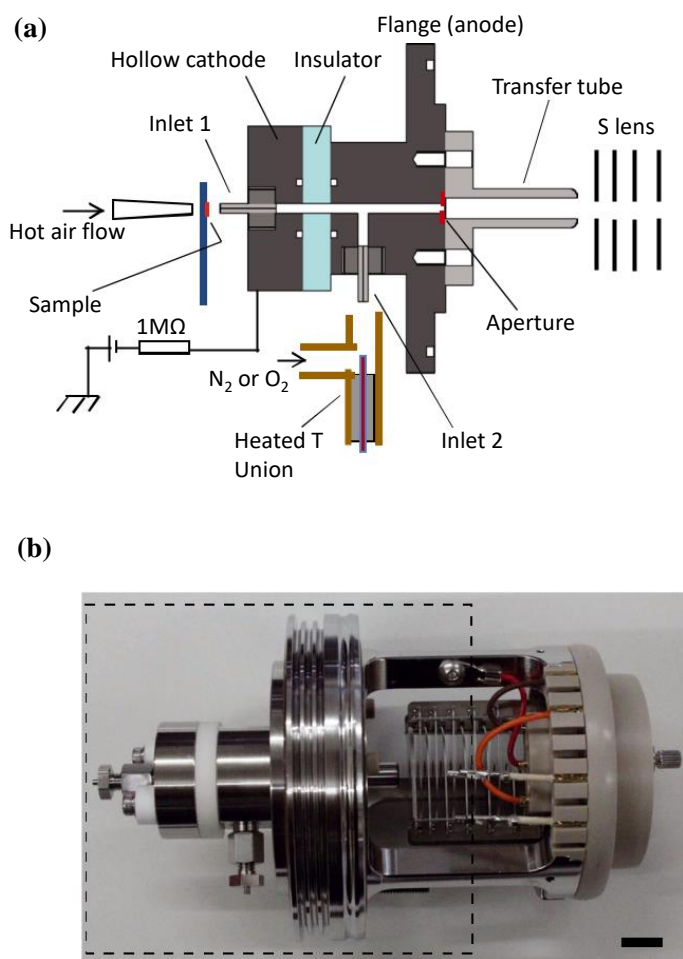 (a)
Flange (anode)
Hollow cathode
Insulator
Transfer tube
Inlet 1
S lens
Hot air flow
Sample
Aperture
1MΩ
N₂ or O₂
Heated T
Union
Inlet 2
(b)